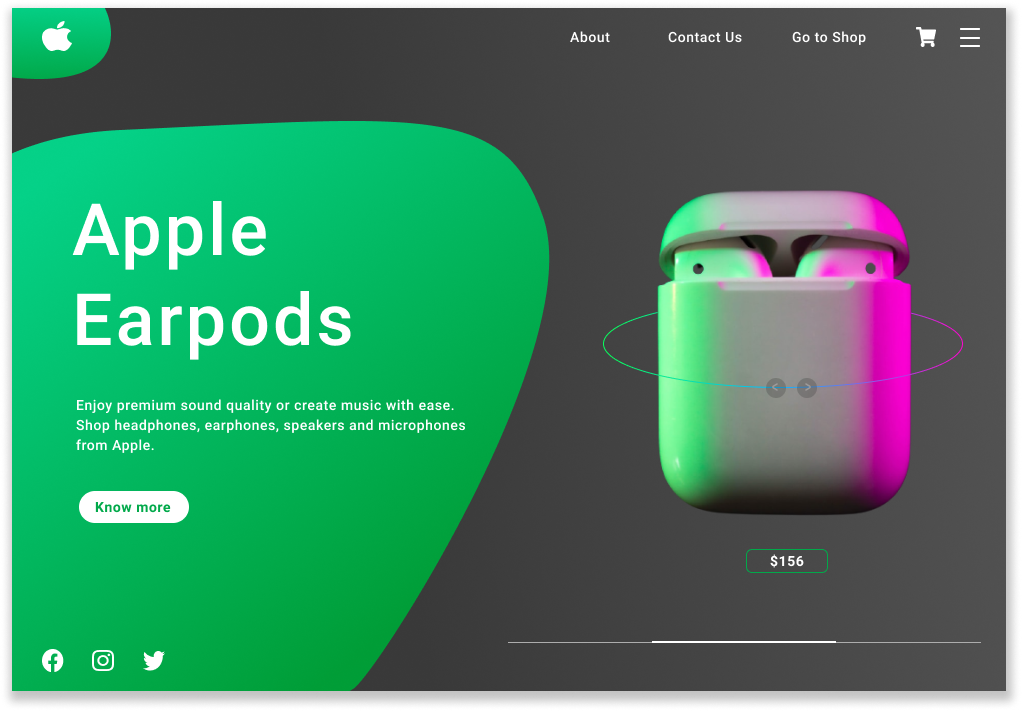 About
Contact Us
Go to Shop
Apple
Earpods
Enjoy premium sound quality or create music with ease.
Shop headphones, earphones, speakers and microphones
from Apple.
Know more
< >
$156